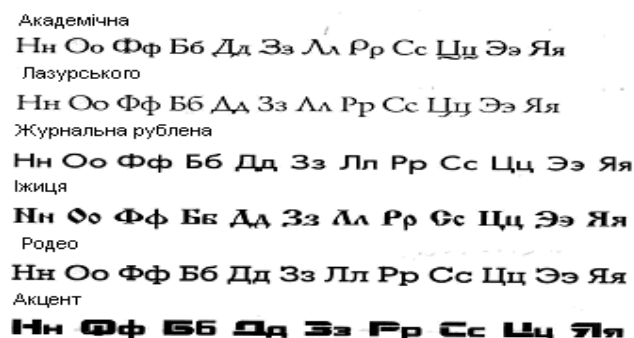 Академічна
Нн Оо Фф Бб Дд Зз Лл Рр Сс Цц Ээ Яя
Лазурського
Нн Оо Фф Бб Дд Зз Лл Рр Сс Цц Ээ Яя
Журнальна рублена
Нн Оо Фф Бб Дд Зз Лл Рр Сс Цц Ээ Яя
Іжиця
Нн Оо Фф Бб Дд Зз Лл Рр Сс Цц Ээ Яя
Родео
Нн Оо Фф Бб Дд Зз Лл Рр Сс Цц Ээ Яя
Акцент
Нн Фф Бб Дд Зз Рр Сс Цц Яя